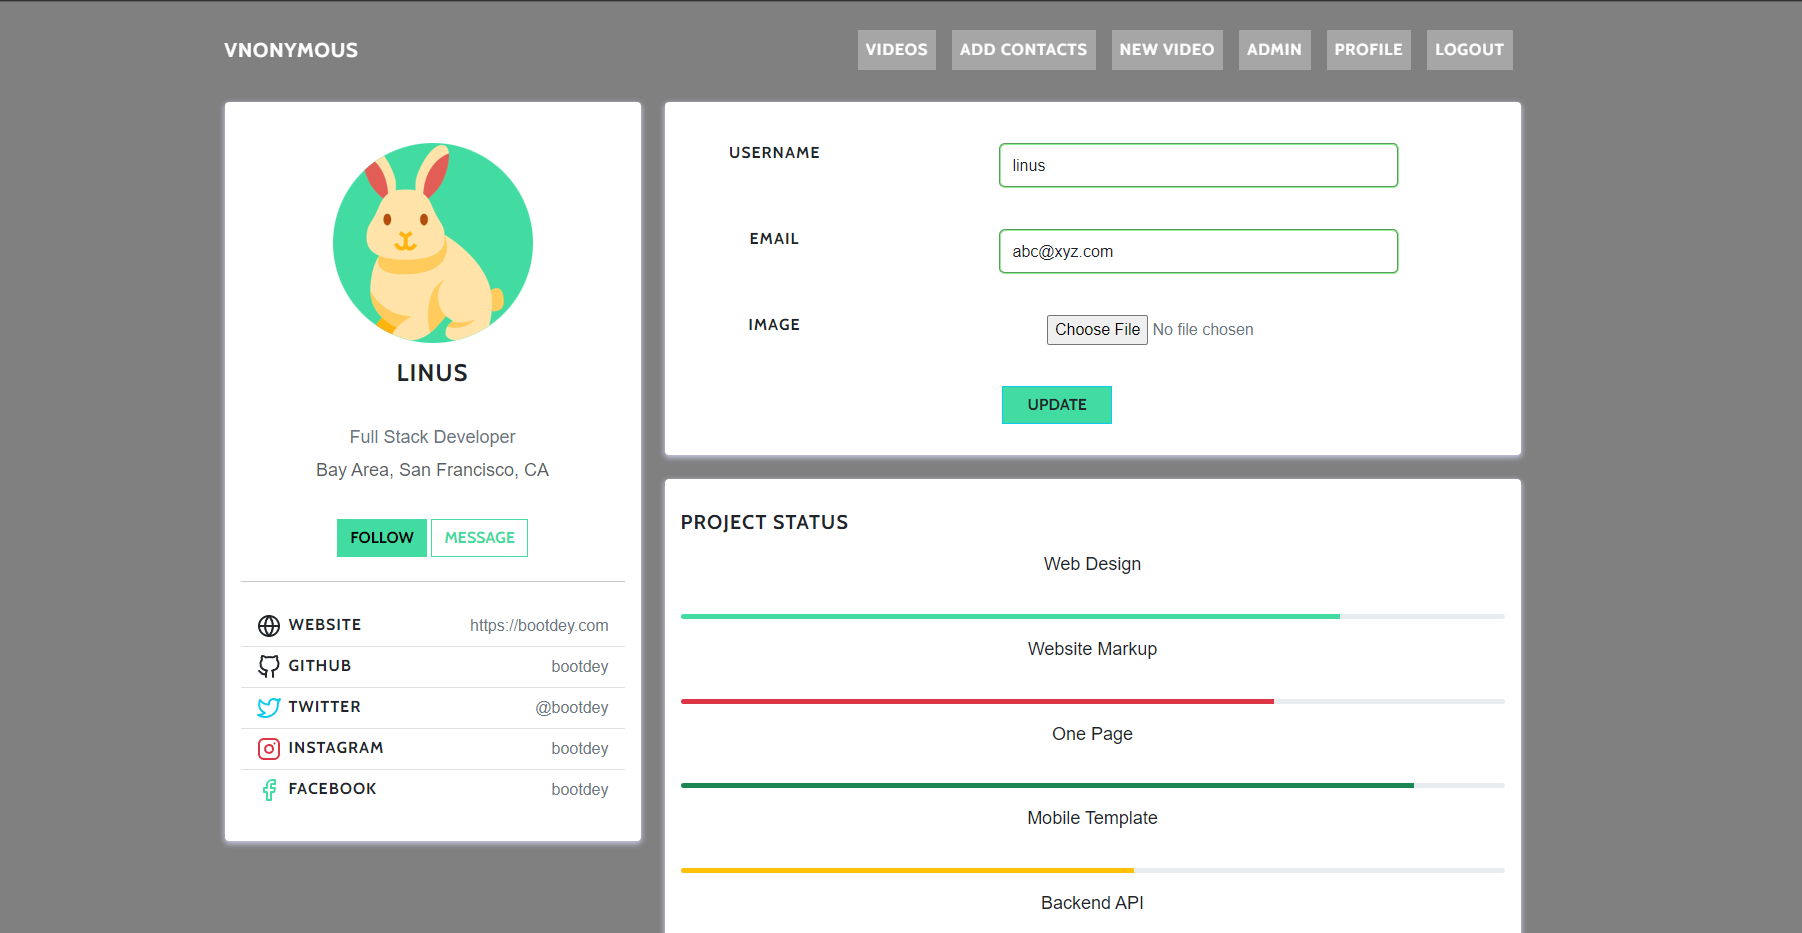 VNONYMOUS
VIDEOS
ADD CONTACTS
NEW VIDEO
ADMIN
PROFILE
LOGOUT
LINUS
Full Stack Developer
Bay Area, San Francisco, CA
FOLLOW
MESSAGE
WEBSITE https://bootdey.com
GITHUB bootdey
TWITTER @bootdey
INSTAGRAM bootdey
FACEBOOK bootdey
USERNAME linus
EMAIL abc@xyz.com
IMAGE Choose File No file chosen
UPDATE
PROJECT STATUS
Web Design
Website Markup
One Page
Mobile Template
Backend API